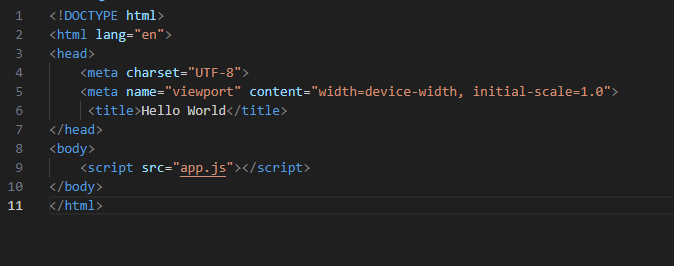 1 <!DOCTYPE html>
2 <html lang="en">
3 <head>
4     <meta charset="UTF-8">
5     <meta name="viewport" content="width=device-width, initial-scale=1.0">
6      <title>Hello World</title>
7 </head>
8 <body>
9     <script src="app.js"></script>
10 </body>
11 </html>